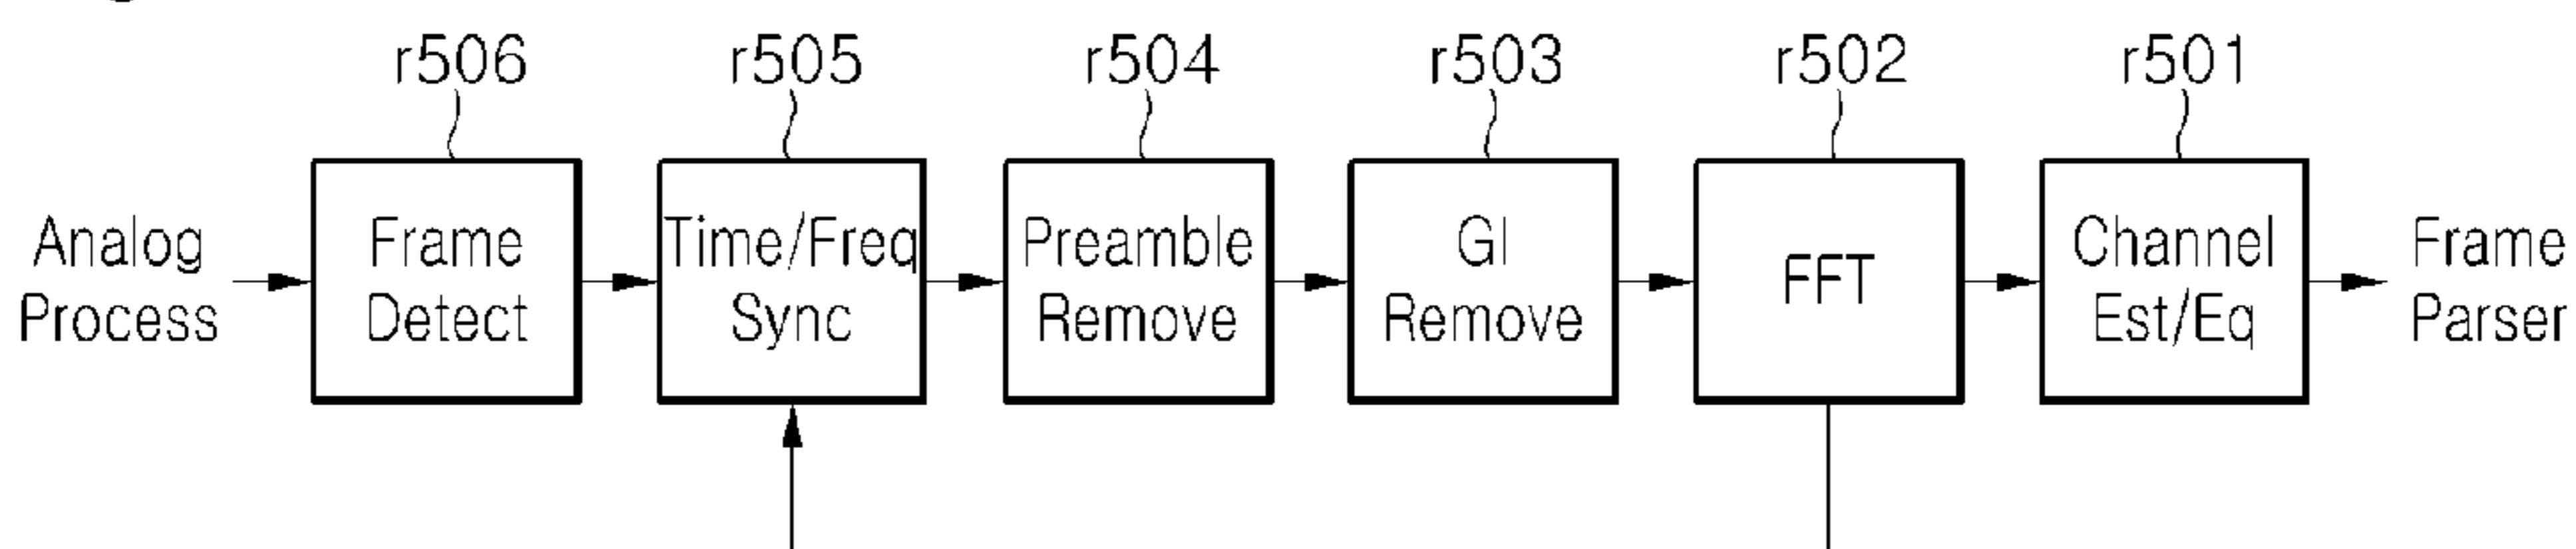 r506 r505 r504 r503 r502 r501
Analog
Process
Frame
Detect
Time/Freq
Sync
Preamble
Remove
GI
Remove
FFT
Channel
Est/Eq
Frame
Parser